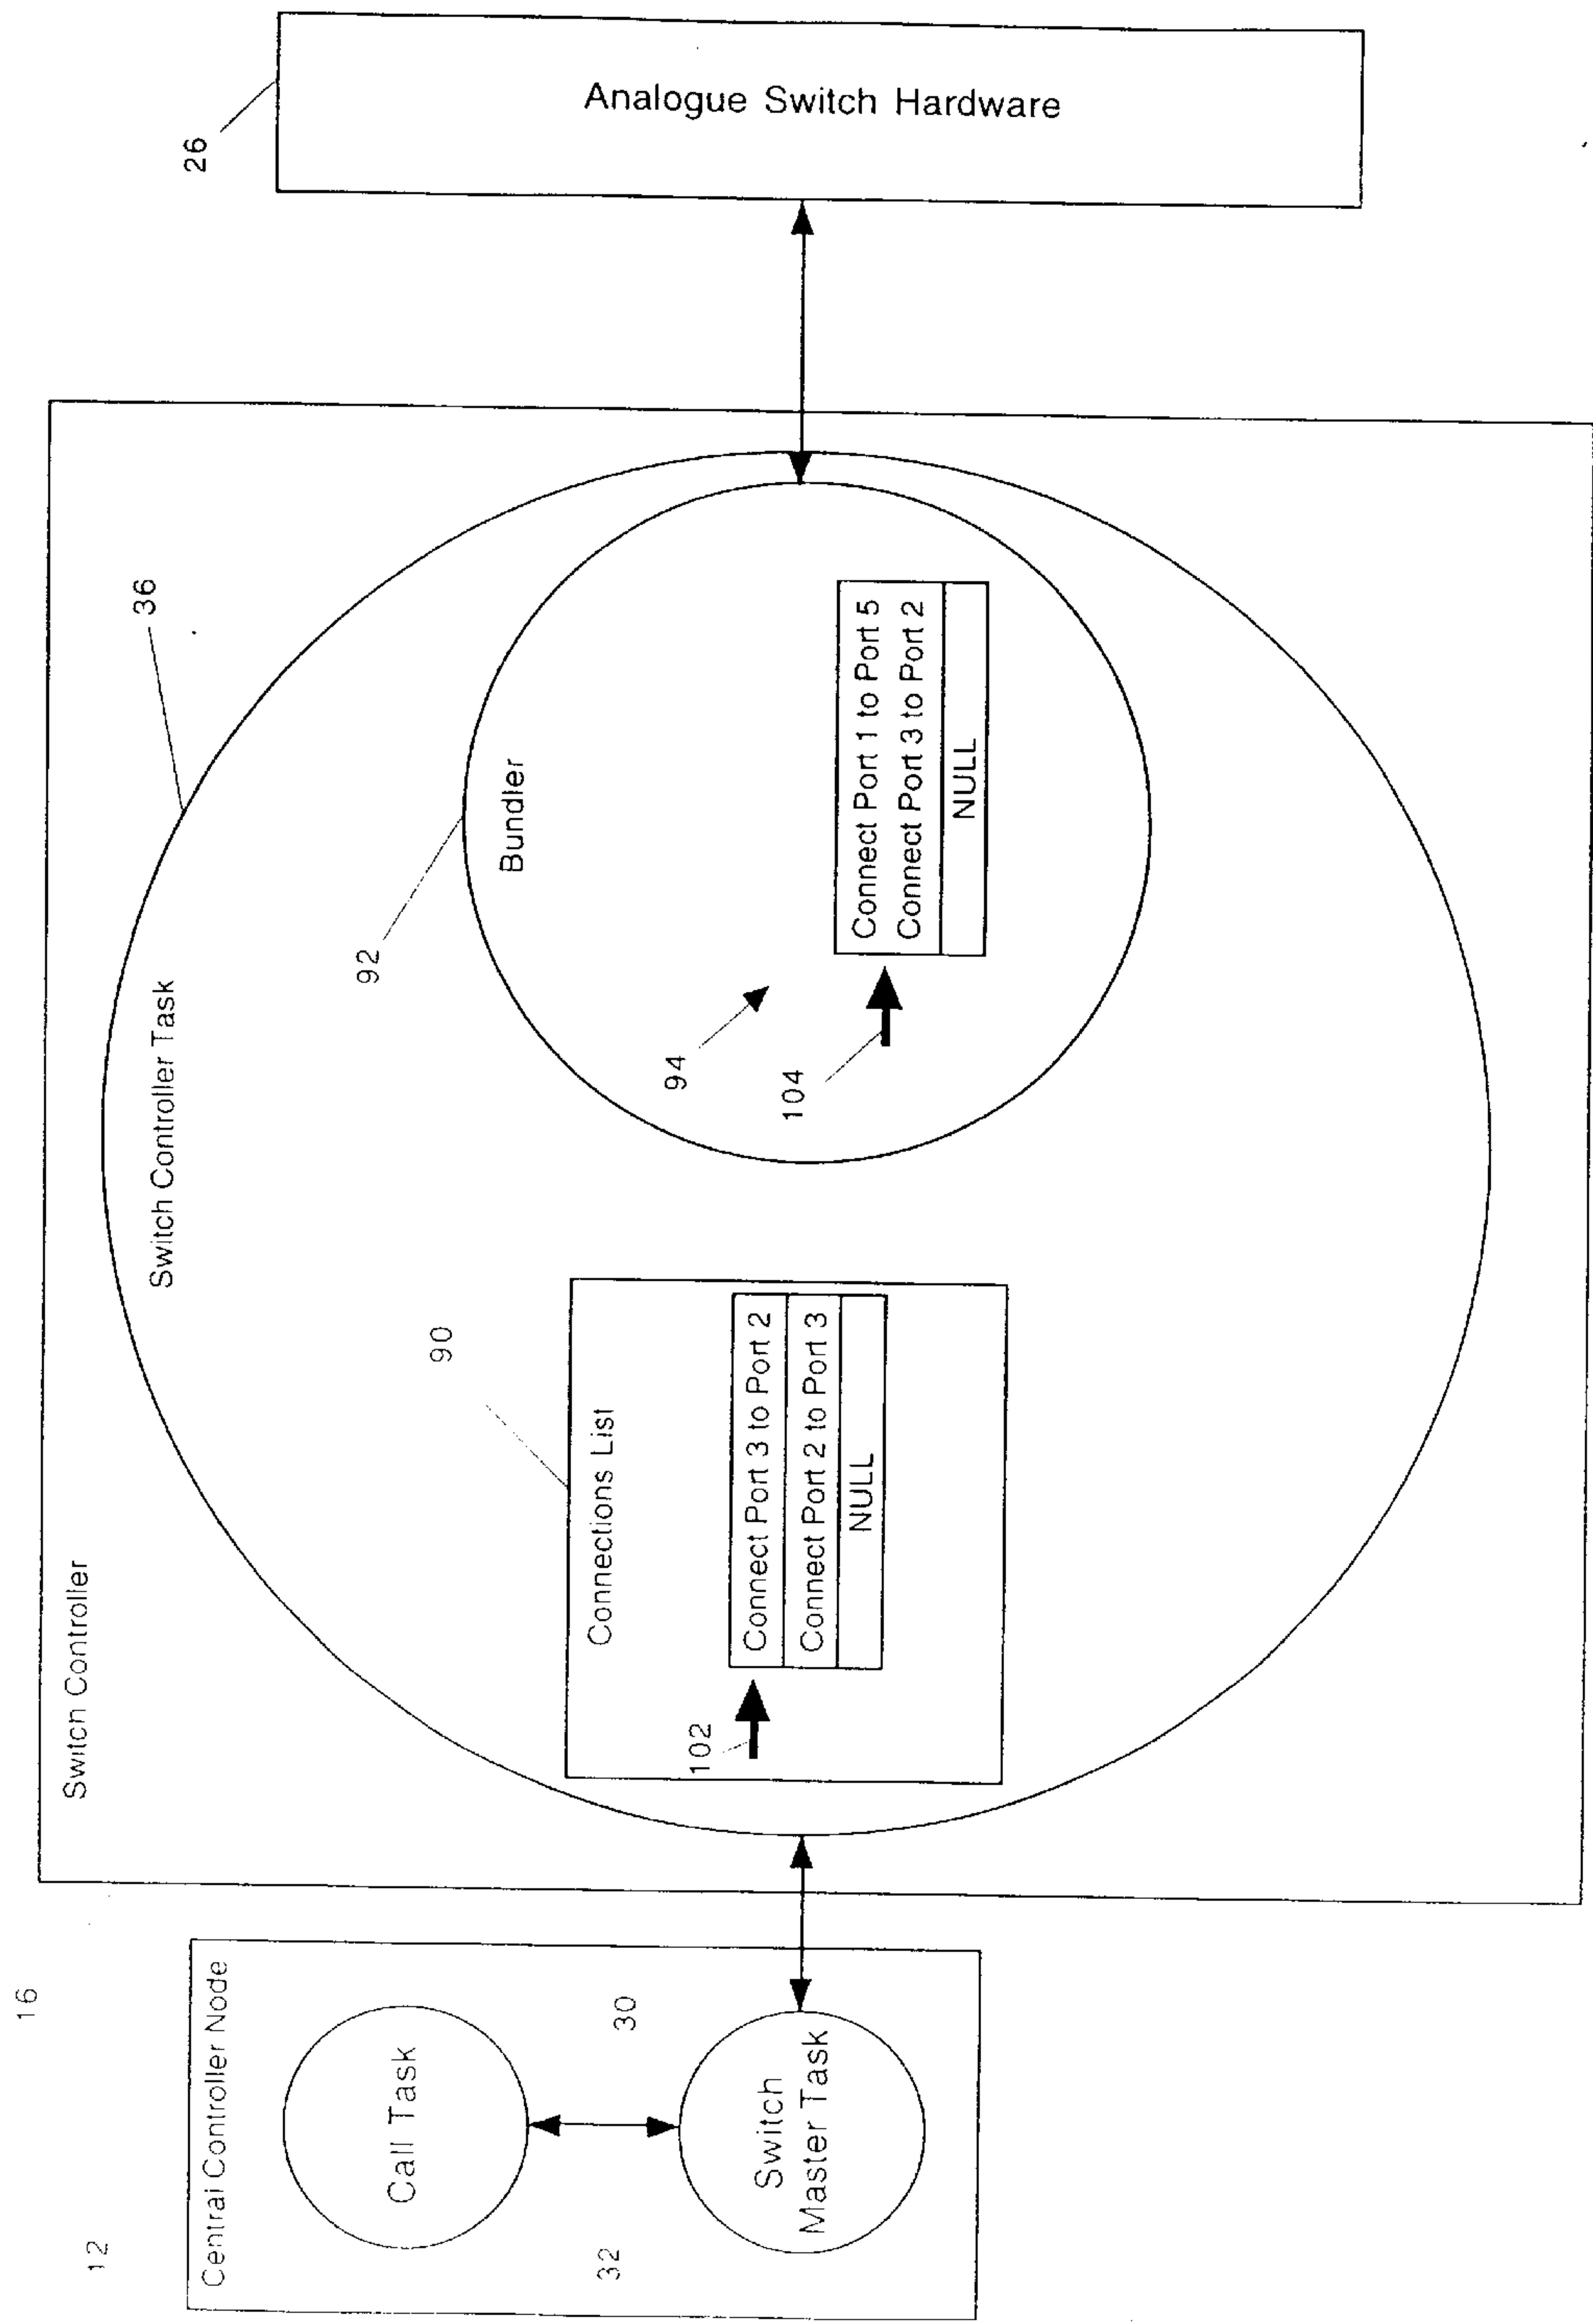 12
16
Central Controller Node
Call Task
30
32
Switch
Master Task
Switch Controller
Switch Controller Task
36
90
Connections List
102
Connect Port 3 to Port 2
Connect Port 2 to Port 3
NULL
92
Bundler
94
104
Connect Port 1 to Port 5
Connect Port 3 to Port 2
NULL
26
Analogue Switch Hardware